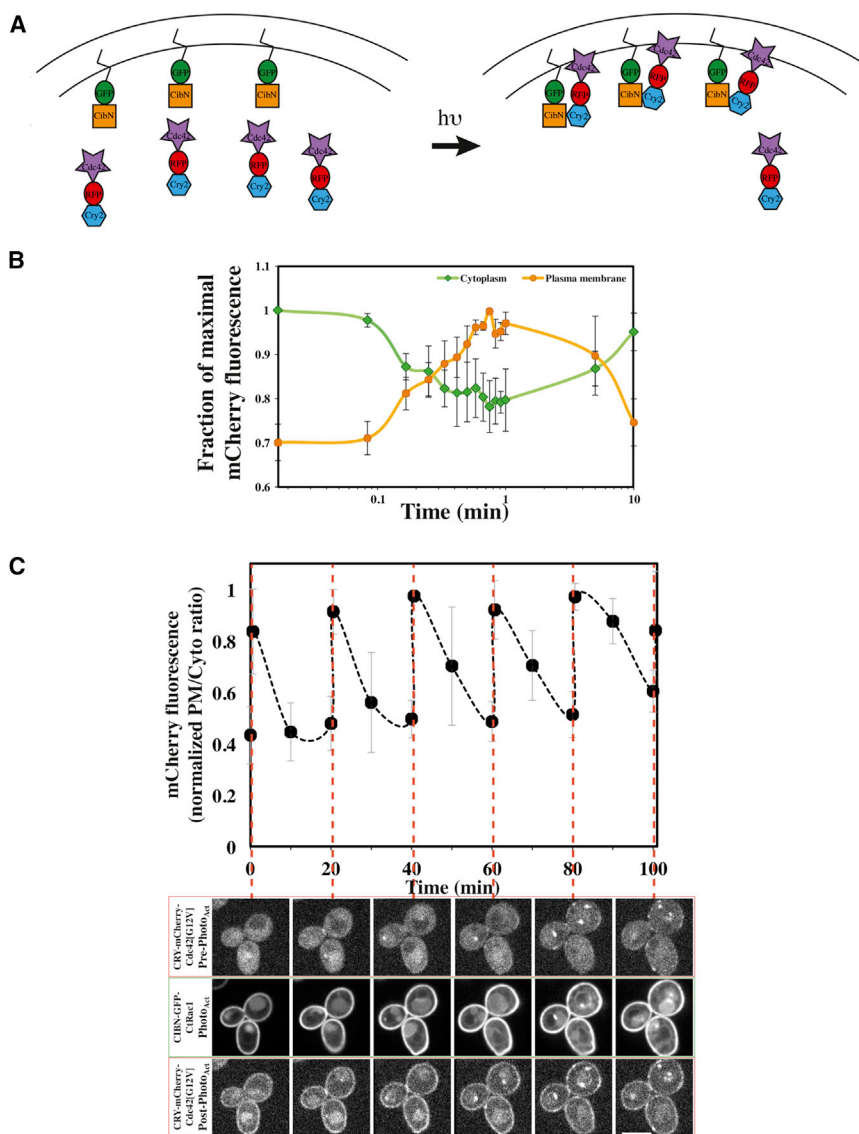 A
GFP
GFP
GFP
CibN
CibN
CibN
Cdc42
Cdc42
Cdc42
Cdc42
RFP
RFP
RFP
RFP
Cry2
Cry2
Cry2
Cry2
hυ
GFP
Cdc42
GFP
Cdc42
GFP
Cdc42
RFP
RFP
RFP
CibN
Cry2
CibN
Cry2
CibN
Cry2
Cdc42
RFP
Cry2
B
Fraction of maximal
mCherry fluorescence
1.1
1
0.9
0.8
0.7
0.6
Cytoplasm
Plasma membrane
0.1
1
10
Time (min)
C
mCherry fluorescence
(normalized PM/Cyto ratio)
1
0.8
0.6
0.4
0.2
0
0
20
40
60
80
100
Time (min)
CRY-mCherry-
Cdc42[G12V]
Pre-PhotoAct
CIBN-GFP-
CtRac1
PhotoAct
CRY-mCherry-
Cdc42[G12V]
Post-PhotoAct